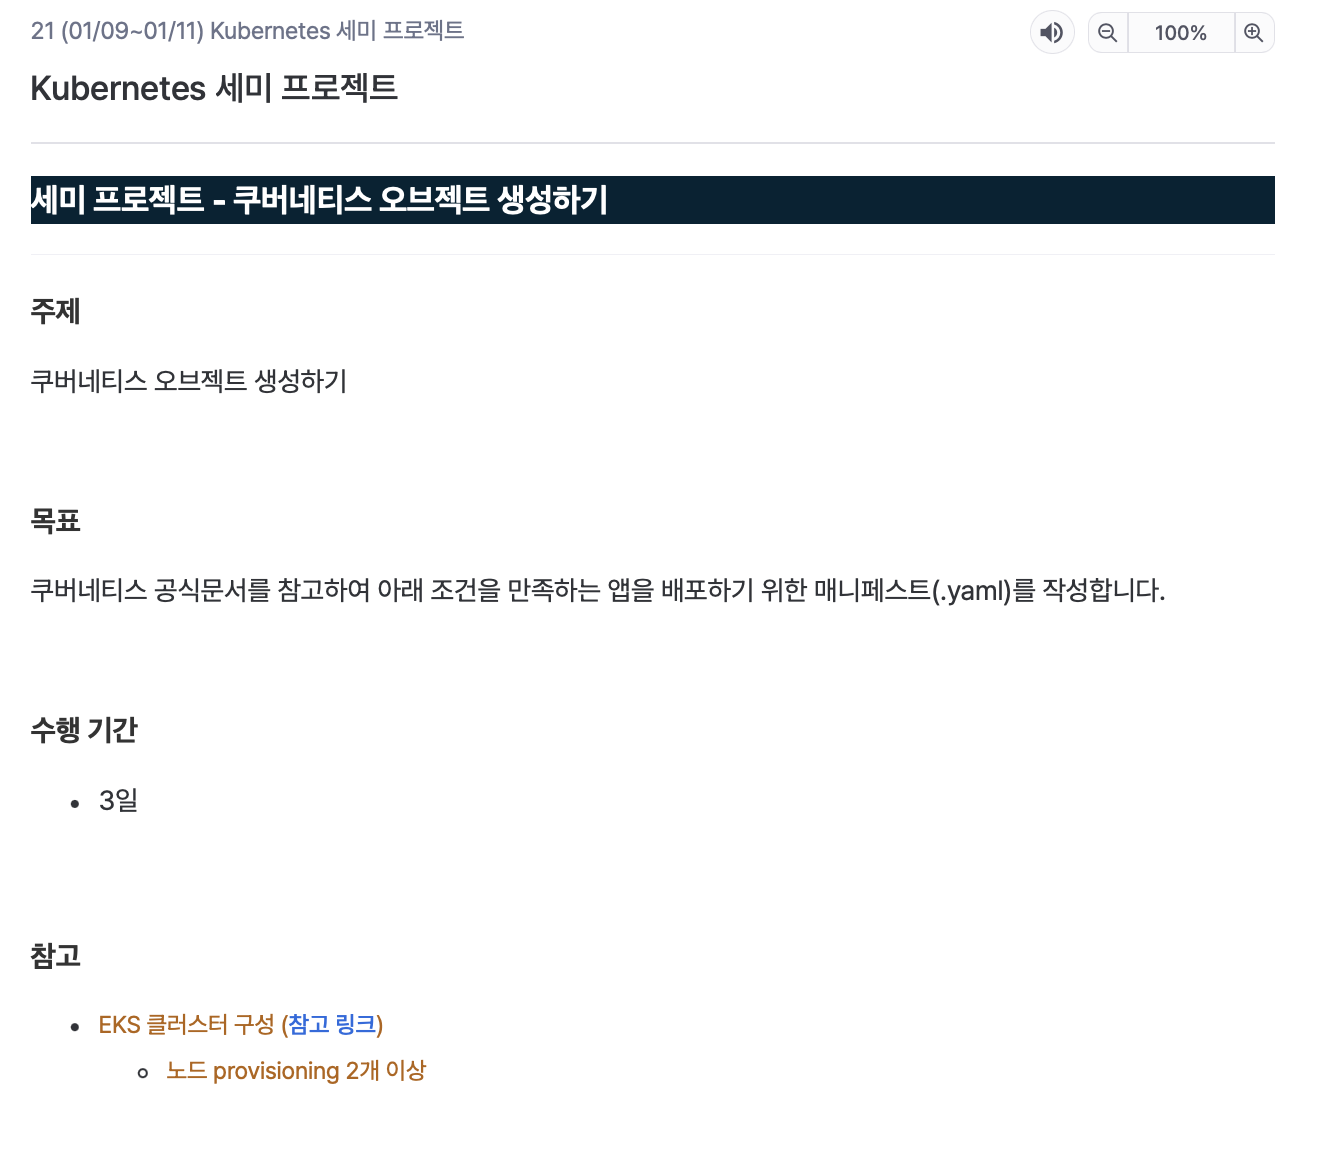 21 (01/09~01/11) Kubernetes 세미 프로젝트
100%
Kubernetes 세미 프로젝트
세미 프로젝트 - 쿠버네티스 오브젝트 생성하기
주제
쿠버네티스 오브젝트 생성하기
목표
쿠버네티스 공식문서를 참고하여 아래 조건을 만족하는 앱을 배포하기 위한 매니페스트(.yaml)를 작성합니다.
수행 기간
• 3일
참고
• EKS 클러스터 구성 (참고 링크)
◦ 노드 provisioning 2개 이상